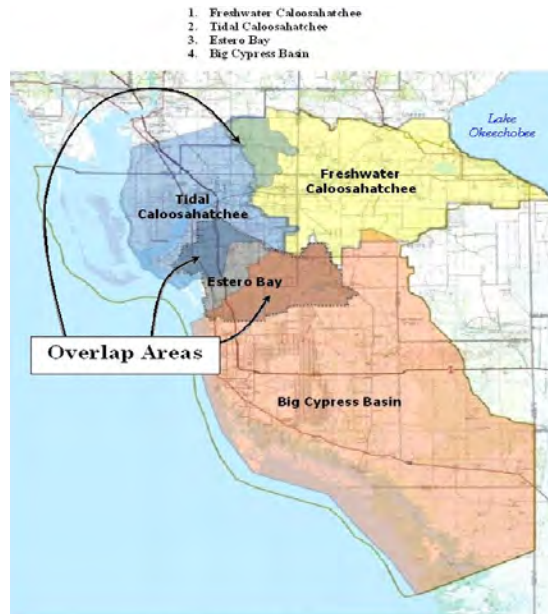 1. Freshwater Caloosahatchee
2. Tidal Caloosahatchee
3. Estero Bay
4. Big Cypress Basin
Lake
Okeechobee
Freshwater
Caloosahatchee
Tidal
Caloosahatchee
Estero Bay
Overlap Areas
Big Cypress Basin